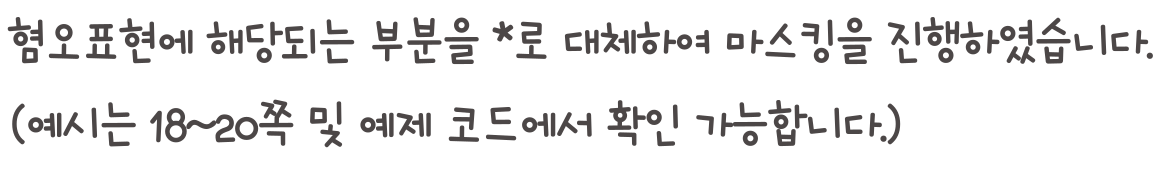 혐오표현에 해당되는 부분을 *로 대체하여 마스킹을 진행하였습니다.
(예시는 18~20쪽 및 예제 코드에서 확인 가능합니다.)